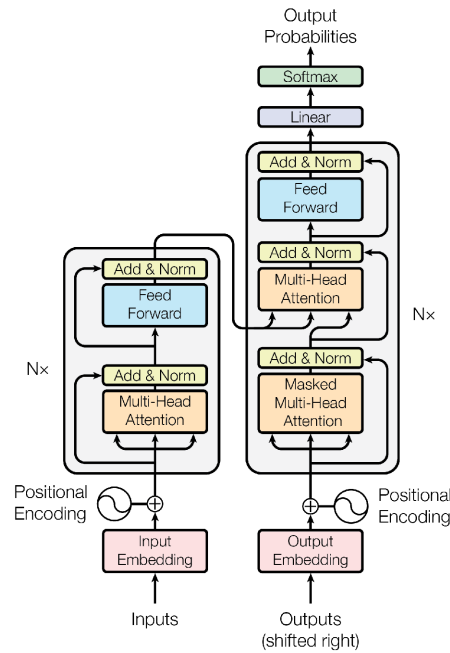 Output
Probabilities
Softmax
Linear
Add & Norm
Feed
Forward
Add & Norm
Multi-Head
Attention
Add & Norm
Masked
Multi-Head
Attention
N×
Add & Norm
Feed
Forward
Add & Norm
Multi-Head
Attention
N×
Positional
Encoding
Positional
Encoding
Input
Embedding
Output
Embedding
Inputs
Outputs
(shifted right)